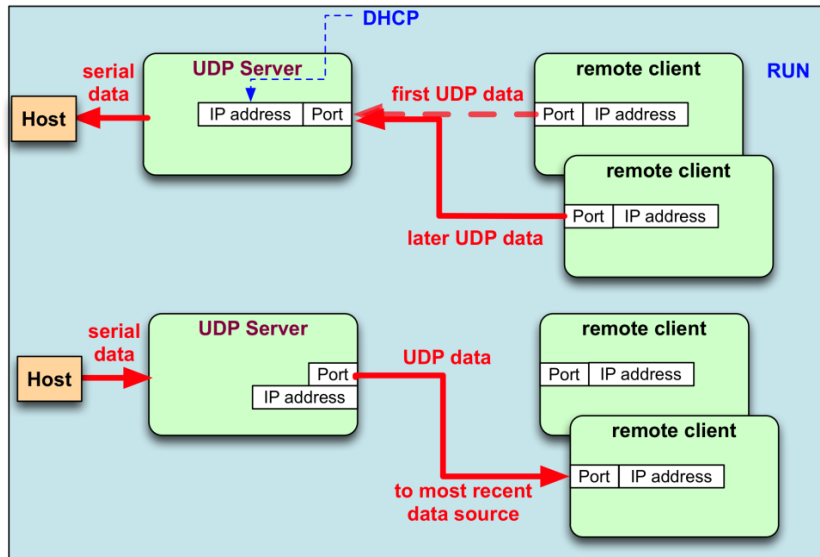 DHCP
serial
data
UDP Server
IP address Port
Host
first UDP data
remote client
RUN
Port IP address
remote client
Port IP address
later UDP data
serial
data
UDP Server
Host
Port
IP address
UDP data
remote client
Port IP address
remote client
Port IP address
to most recent
data source